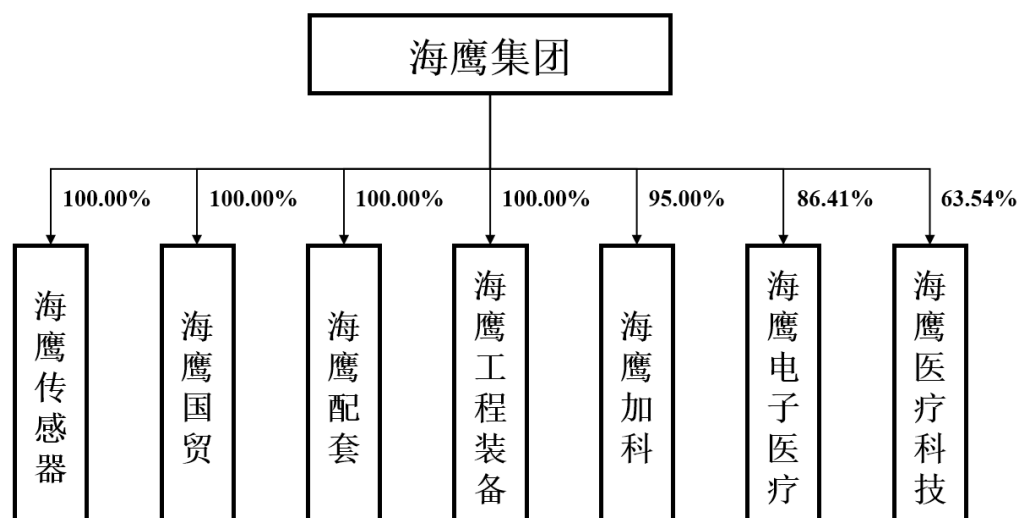 海鹰集团
100.00%
100.00%
100.00%
100.00%
95.00%
86.41%
63.54%
海鹰传感器
海鹰国贸
海鹰配套
海鹰工程装备
海鹰加科
海鹰电子医疗
海鹰医疗科技